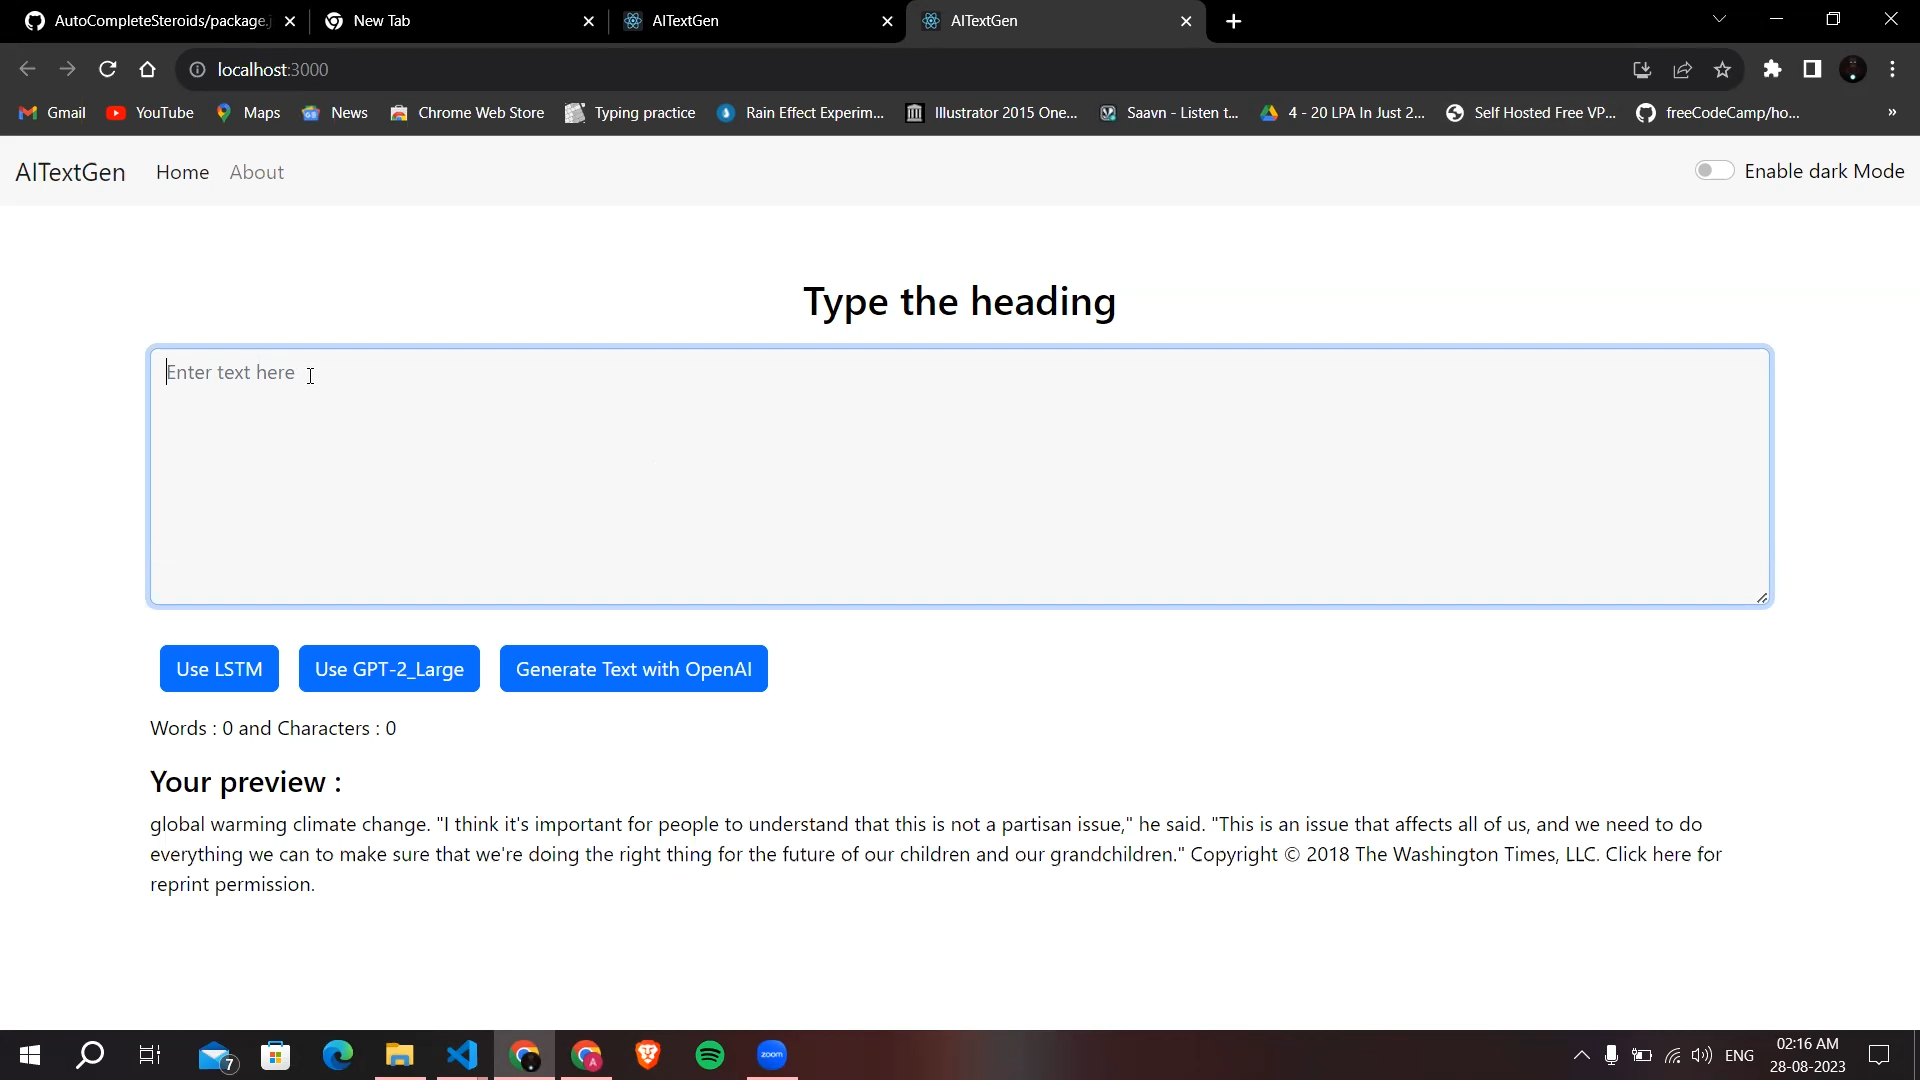 AutoCompleteSteroids/package.j
New Tab
AITextGen
AITextGen
localhost:3000
Gmail
YouTube
Maps
News
Chrome Web Store
Typing practice
Rain Effect Experim...
Illustrator 2015 One...
Saavn - Listen t...
4 - 20 LPA In Just 2...
Self Hosted Free VP...
freeCodeCamp/ho...
»
AITextGen
Home
About
Enable dark Mode
Type the heading
Enter text here
Use LSTM
Use GPT-2_Large
Generate Text with OpenAI
Words : 0 and Characters : 0
Your preview :
global warming climate change. "I think it's important for people to understand that this is not a partisan issue," he said. "This is an issue that affects all of us, and we need to do
everything we can to make sure that we're doing the right thing for the future of our children and our grandchildren." Copyright © 2018 The Washington Times, LLC. Click here for
reprint permission.
7
A
zoom
ENG
02:16 AM
28-08-2023